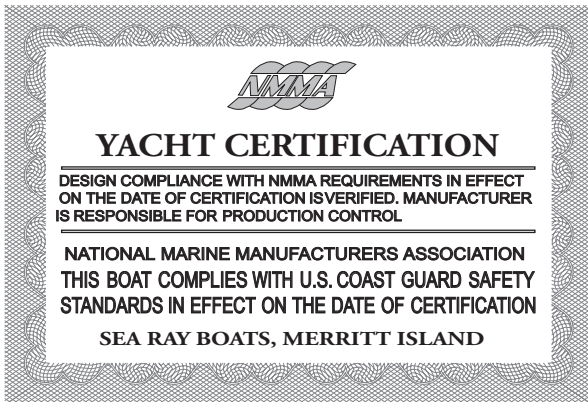 NMMA
YACHT CERTIFICATION
DESIGN COMPLIANCE WITH NMMA REQUIREMENTS IN EFFECT
ON THE DATE OF CERTIFICATION ISVERIFIED. MANUFACTURER
IS RESPONSIBLE FOR PRODUCTION CONTROL
NATIONAL MARINE MANUFACTURERS ASSOCIATION
THIS BOAT COMPLIES WITH U.S. COAST GUARD SAFETY
STANDARDS IN EFFECT ON THE DATE OF CERTIFICATION
SEA RAY BOATS, MERRITT ISLAND